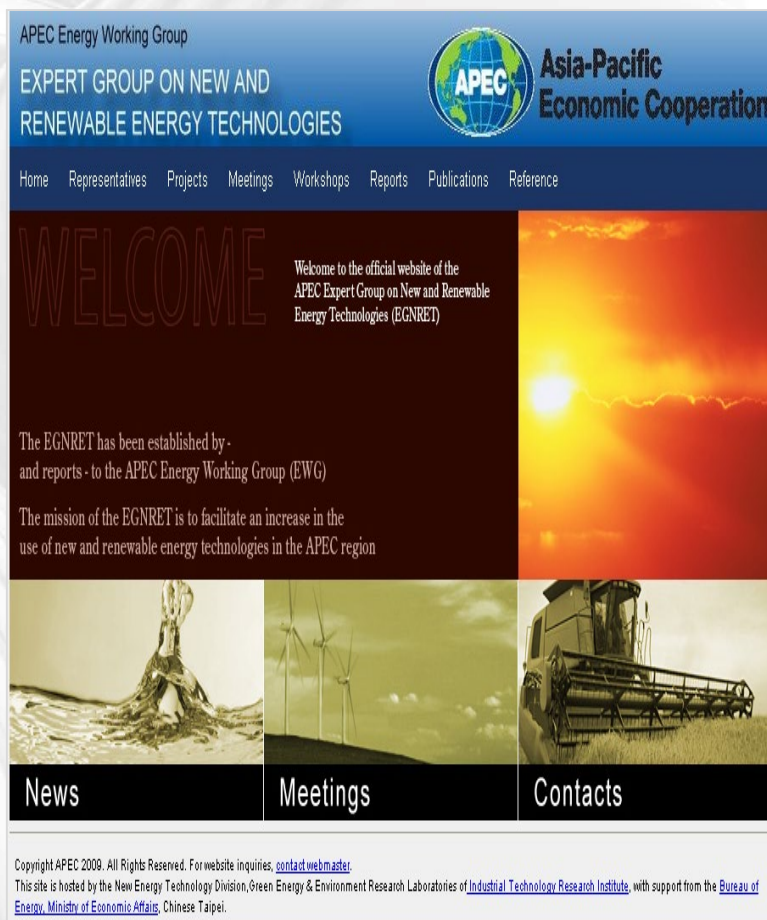 APEC Energy Working Group
EXPERT GROUP ON NEW AND
RENEWABLE ENERGY TECHNOLOGIES
APEC
Asia-Pacific
Economic Cooperation
Home Representatives Projects Meetings Workshops Reports Publications Reference
WELCOME
Welcome to the official website of the
APEC Expert Group on New and Renewable
Energy Technologies (EGNRET)
The EGNRET has been established by -
and reports - to the APEC Energy Working Group (EWG)
The mission of the EGNRET is to facilitate an increase in the
use of new and renewable energy technologies in the APEC region
News
Meetings
Contacts
Copyright APEC 2009. All Rights Reserved. For website inquiries, contact webmaster.
This site is hosted by the New Energy Technology Division,Green Energy & Environment Research Laboratories of Industrial Technology Research Institute, with support from the Bureau of
Energy, Ministry of Economic Affairs, Chinese Taipei.